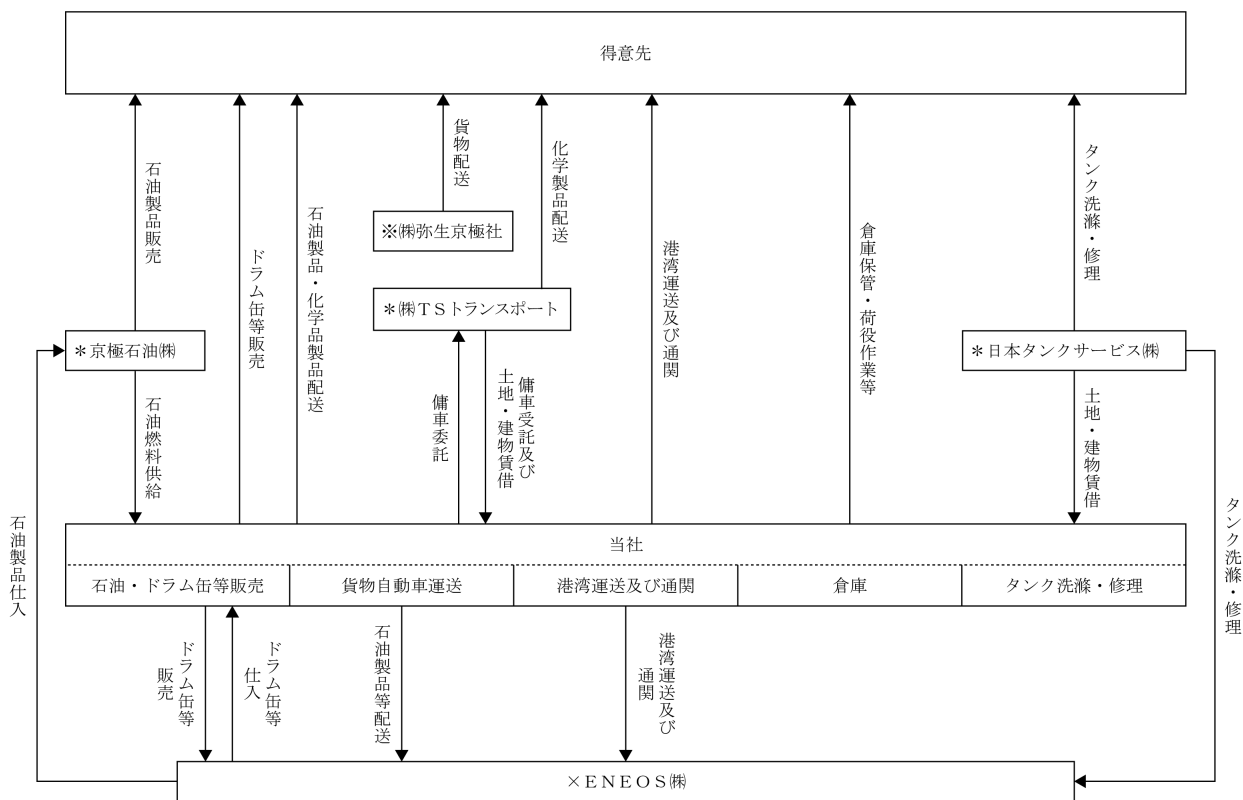 得意先
石油製品販売
ドラム缶等販売
石油製品・化学品製品配送
貨物配送
化学製品配送
港湾運送及び通関
倉庫保管・荷役作業等
タンク洗滌・修理
※㈱弥生京極社
＊㈱ＴＳトランスポート
＊京極石油㈱
＊日本タンクサービス㈱
石油燃料供給
傭車委託
傭車受託及び
土地・建物賃借
土地・建物賃借
石油製品仕入
タンク洗滌・修理
当社
石油・ドラム缶等販売
貨物自動車運送
港湾運送及び通関
倉庫
タンク洗滌・修理
ドラム缶等
販売
ドラム缶等
仕入
石油製品等配送
港湾運送及び
通関
×ＥＮＥＯＳ㈱